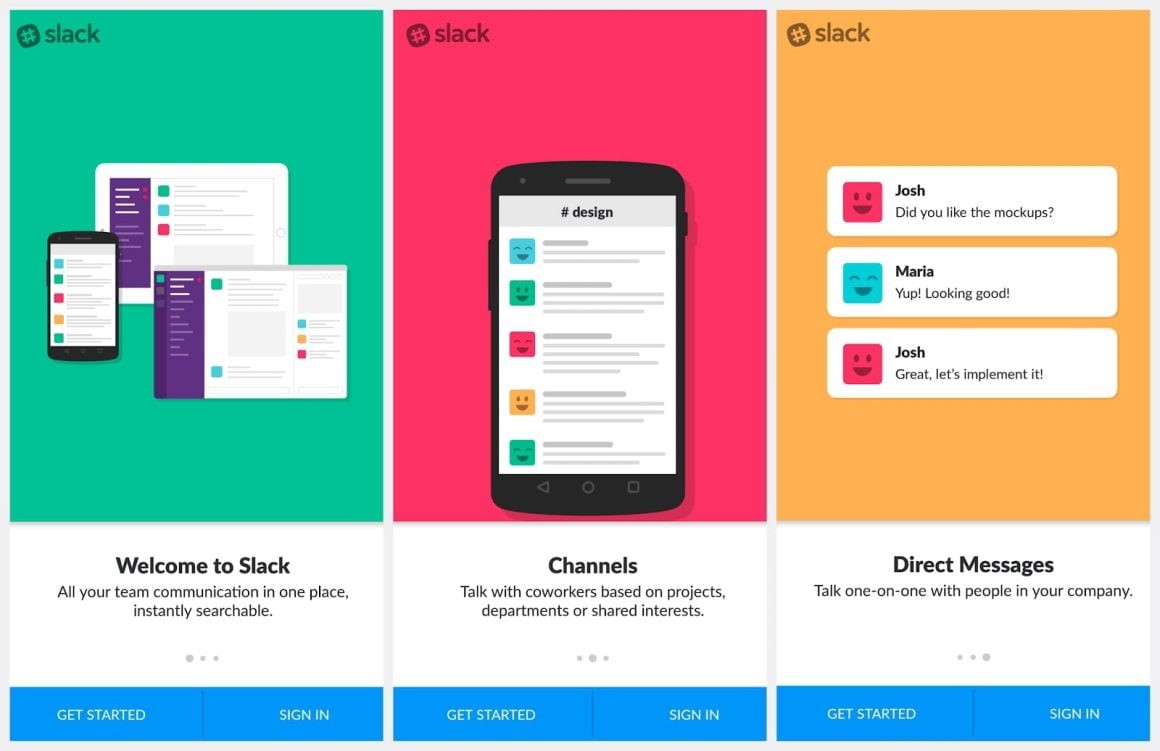 slack
Welcome to Slack
All your team communication in one place,
instantly searchable.
GET STARTED
SIGN IN
slack
# design
Channels
Talk with coworkers based on projects,
departments or shared interests.
GET STARTED
SIGN IN
slack
Josh
Did you like the mockups?
Maria
Yup! Looking good!
Josh
Great, let's implement it!
Direct Messages
Talk one-on-one with people in your company.
GET STARTED
SIGN IN